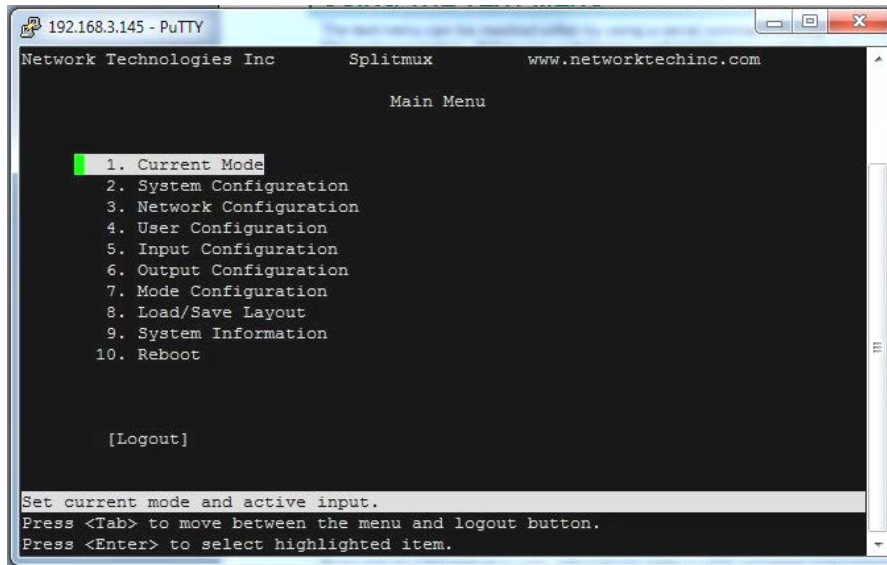 192.168.3.145 - PuTTY
Network Technologies Inc Splitmux www.networktechinc.com
Main Menu
1. Current Mode
2. System Configuration
3. Network Configuration
4. User Configuration
5. Input Configuration
6. Output Configuration
7. Mode Configuration
8. Load/Save Layout
9. System Information
10. Reboot
[Logout]
Set current mode and active input.
Press <Tab> to move between the menu and logout button.
Press <Enter> to select highlighted item.